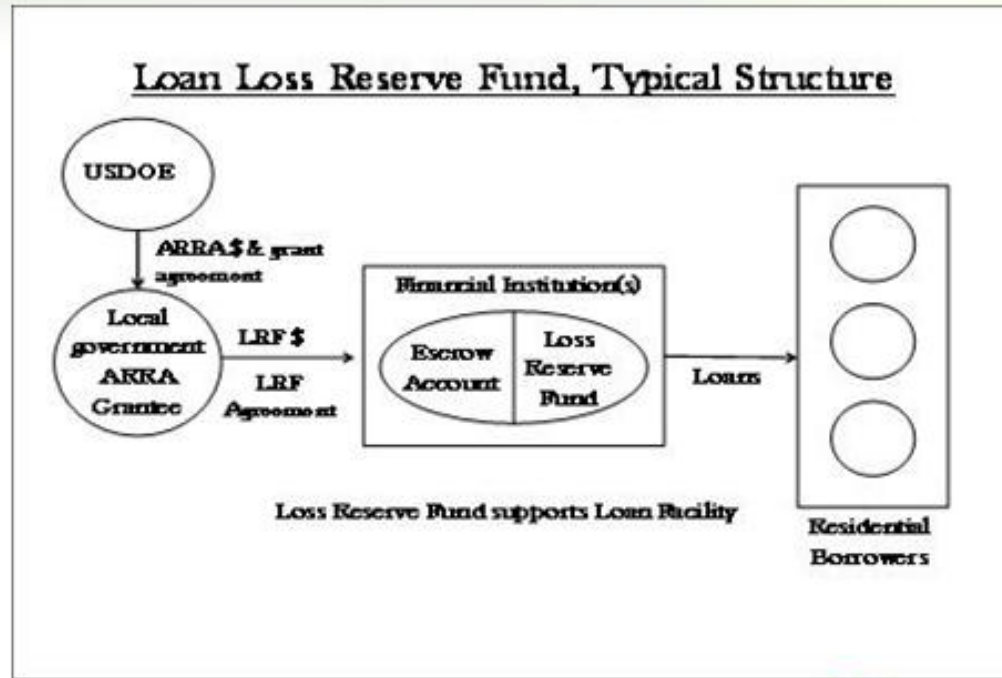 Loan Loss Reserve Fund, Typical Structure
USDOE
ARRA $ & grant
agreement
Local
government
ARRA
Grantee
LRF $
LRF
Agreement
Financial Institution(s)
Escrow
Account
Loss
Reserve
Fund
Loans
Loss Reserve Fund supports Loan Facility
Residential
Borrowers